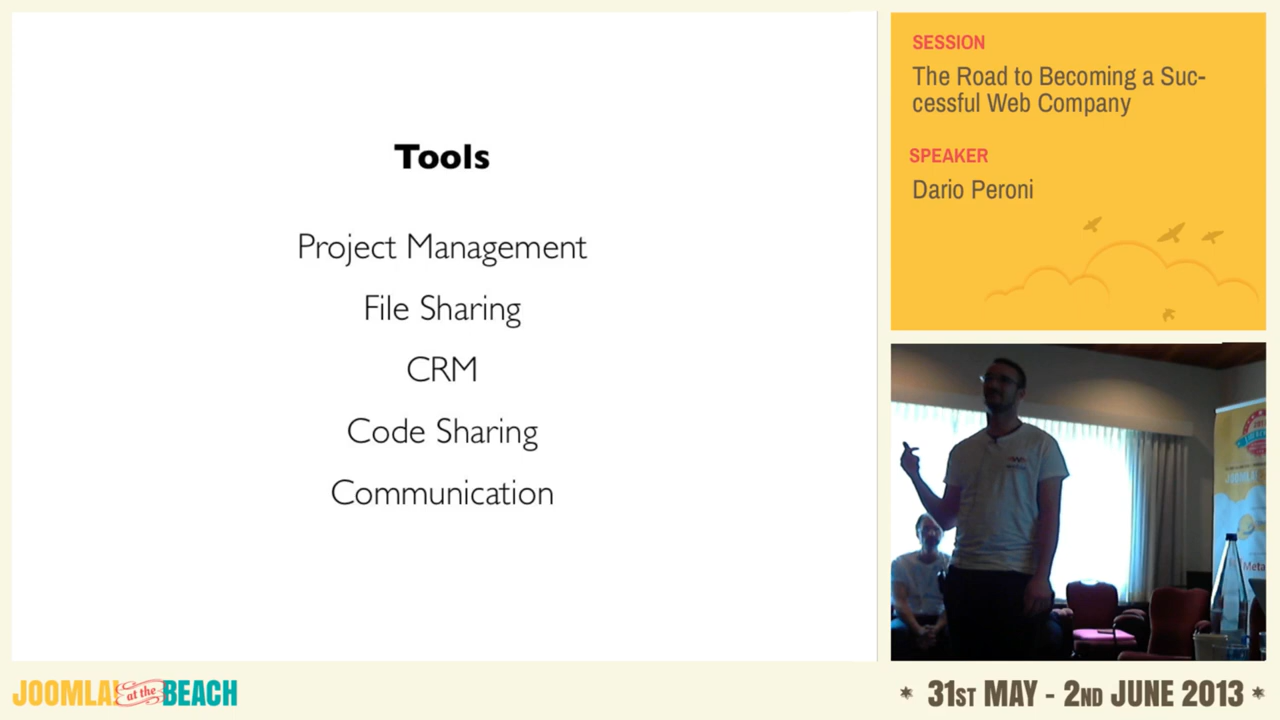 Tools
Project Management
File Sharing
CRM
Code Sharing
Communication
SESSION
The Road to Becoming a Suc-
cessful Web Company
SPEAKER
Dario Peroni
Meta
JOOMLA! at the BEACH
* 31ST MAY - 2ND JUNE 2013 *